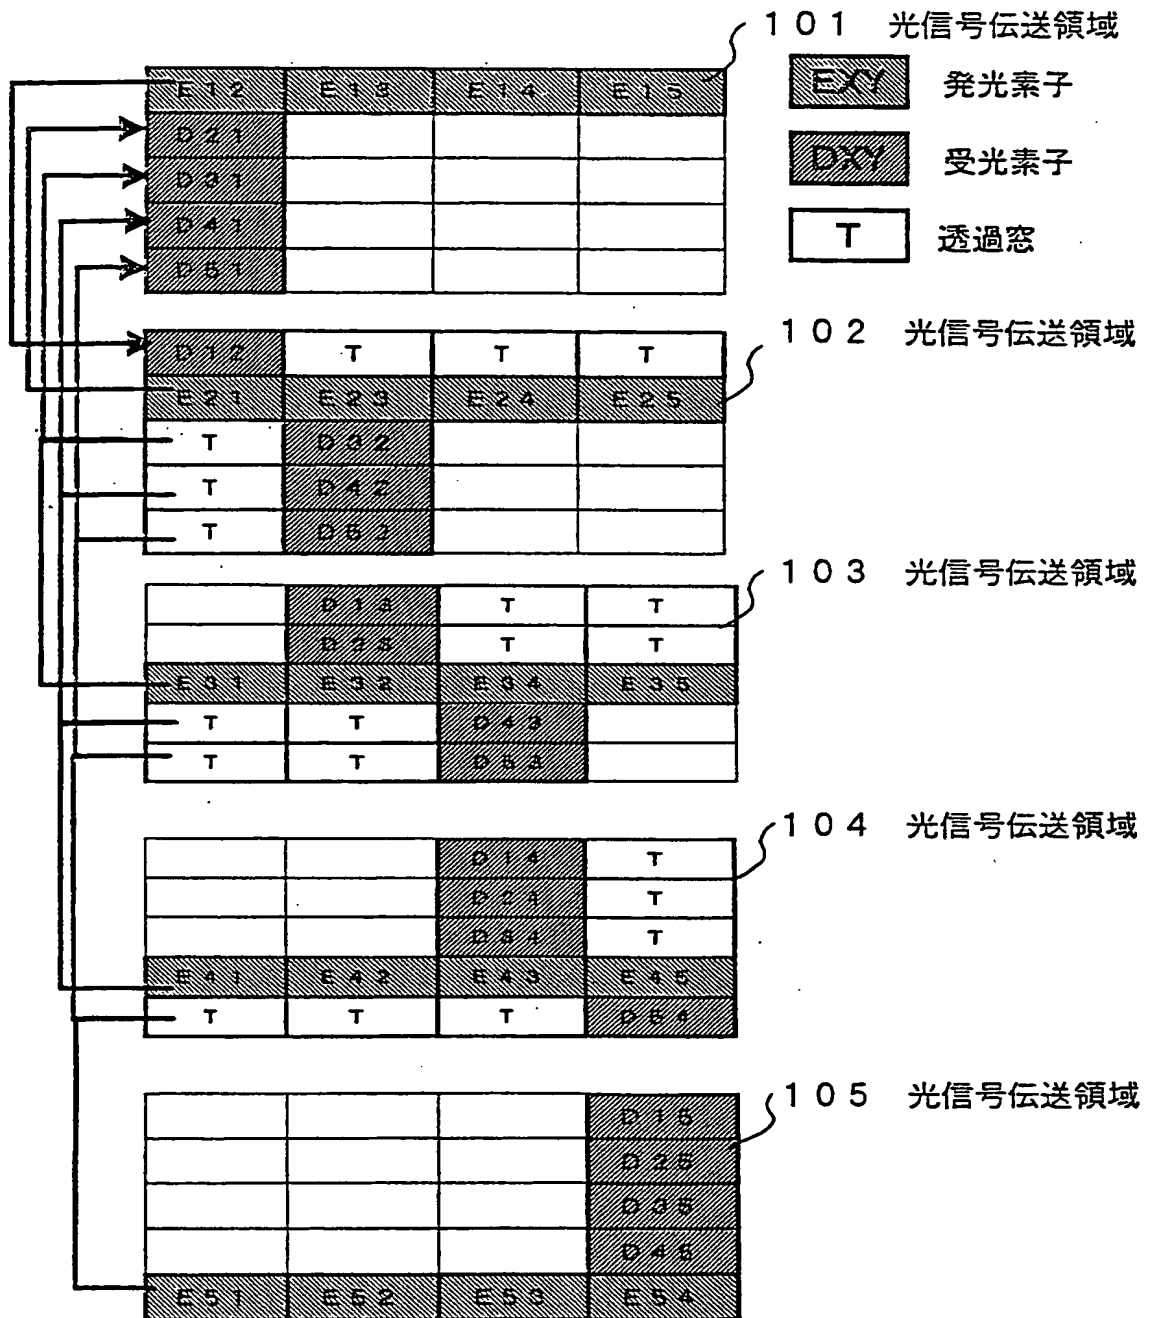 101 光信号伝送領域
EXY 発光素子
DXY 受光素子
T 透過窓
E12 E13 E14 E15
D21
D31
D41
D51
102 光信号伝送領域
D12 T T T
E21 E23 E24 E25
T D32
T D42
T D52
103 光信号伝送領域
D13 T T
D23 T T
E31 E32 E34 E35
T T D43
T T D53
104 光信号伝送領域
D14 T
D24 T
D34 T
E41 E42 E43 E45
T T T D54
105 光信号伝送領域
D15
D25
D35
D45
E51 E52 E53 E54